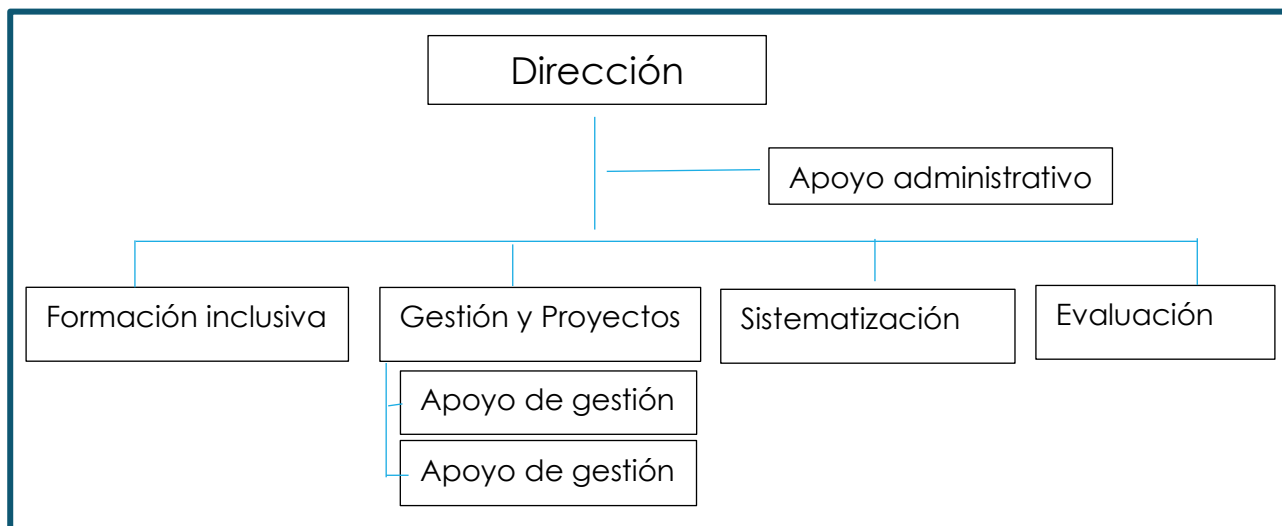 Dirección
Apoyo administrativo
Formación inclusiva
Gestión y Proyectos
Sistematización
Evaluación
Apoyo de gestión
Apoyo de gestión